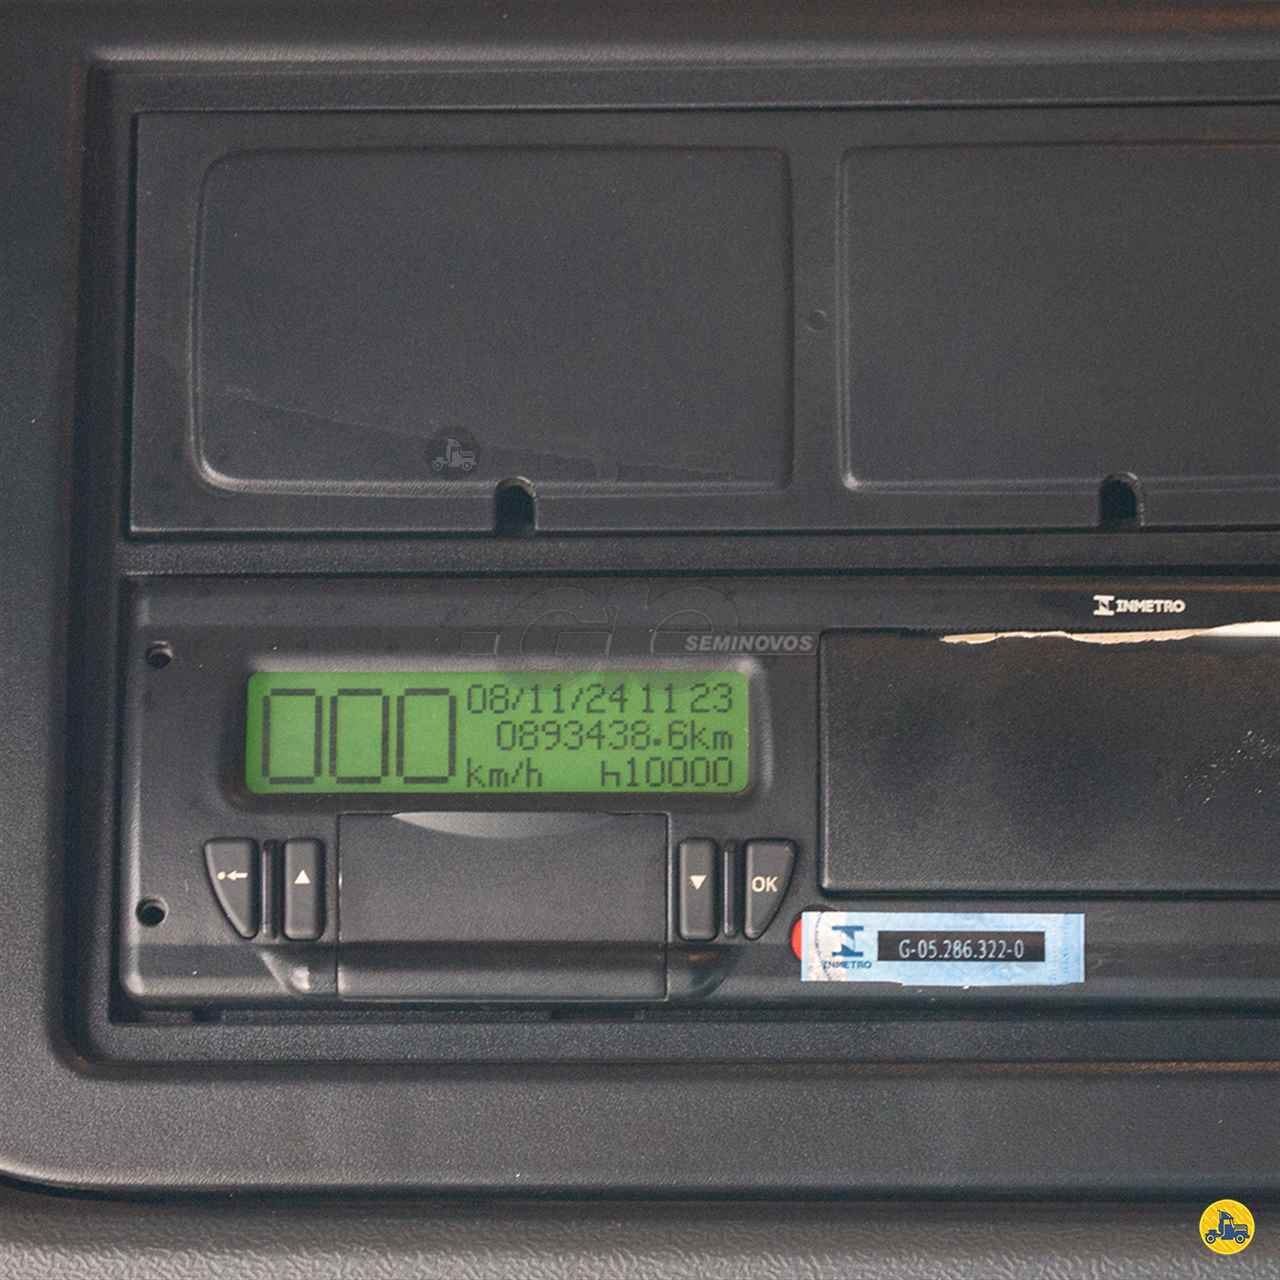 INMETRO
SEMINOVOS
000 08/11/24 11 23
0893438.6km
km/h h10000
OK
INMETRO G-05.286.322-0